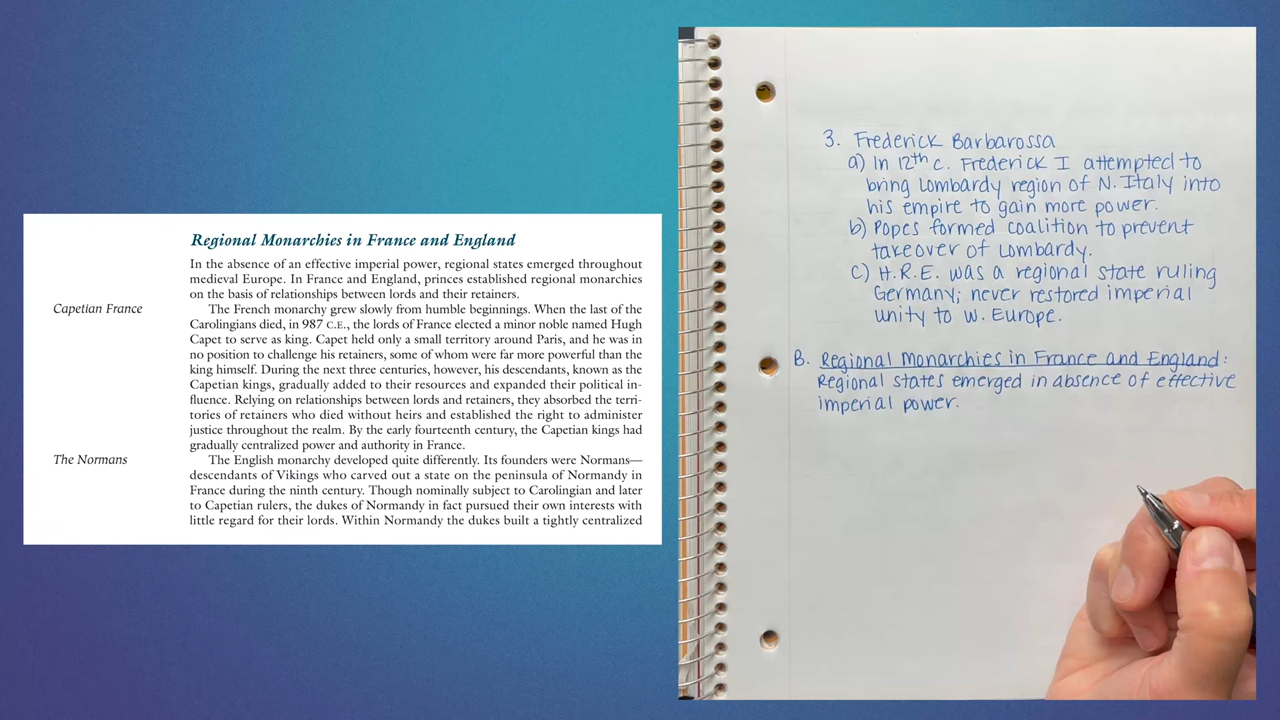 Regional Monarchies in France and England
In the absence of an effective imperial power, regional states emerged throughout
medieval Europe. In France and England, princes established regional monarchies
on the basis of relationships between lords and their retainers.
Capetian France
The French monarchy grew slowly from humble beginnings. When the last of the
Carolingians died, in 987 C.E., the lords of France elected a minor noble named Hugh
Capet to serve as king. Capet held only a small territory around Paris, and he was in
no position to challenge his retainers, some of whom were far more powerful than the
king himself. During the next three centuries, however, his descendants, known as the
Capetian kings, gradually added to their resources and expanded their political in-
fluence. Relying on relationships between lords and retainers, they absorbed the terri-
tories of retainers who died without heirs and established the right to administer
justice throughout the realm. By the early fourteenth century, the Capetian kings had
gradually centralized power and authority in France.
The Normans
The English monarchy developed quite differently. Its founders were Normans—
descendants of Vikings who carved out a state on the peninsula of Normandy in
France during the ninth century. Though nominally subject to Carolingian and later
to Capetian rulers, the dukes of Normandy in fact pursued their own interests with
little regard for their lords. Within Normandy the dukes built a tightly centralized
3. Frederick Barbarossa
a) In 12th c. Frederick I attempted to
bring Lombardy region of N. Italy into
his empire to gain more power.
b) Popes formed coalition to prevent
takeover of Lombardy.
c) H.R.E. was a regional state ruling
Germany; never restored imperial
unity to W. Europe.
B. Regional Monarchies in France and England:
Regional states emerged in absence of effective
imperial power.